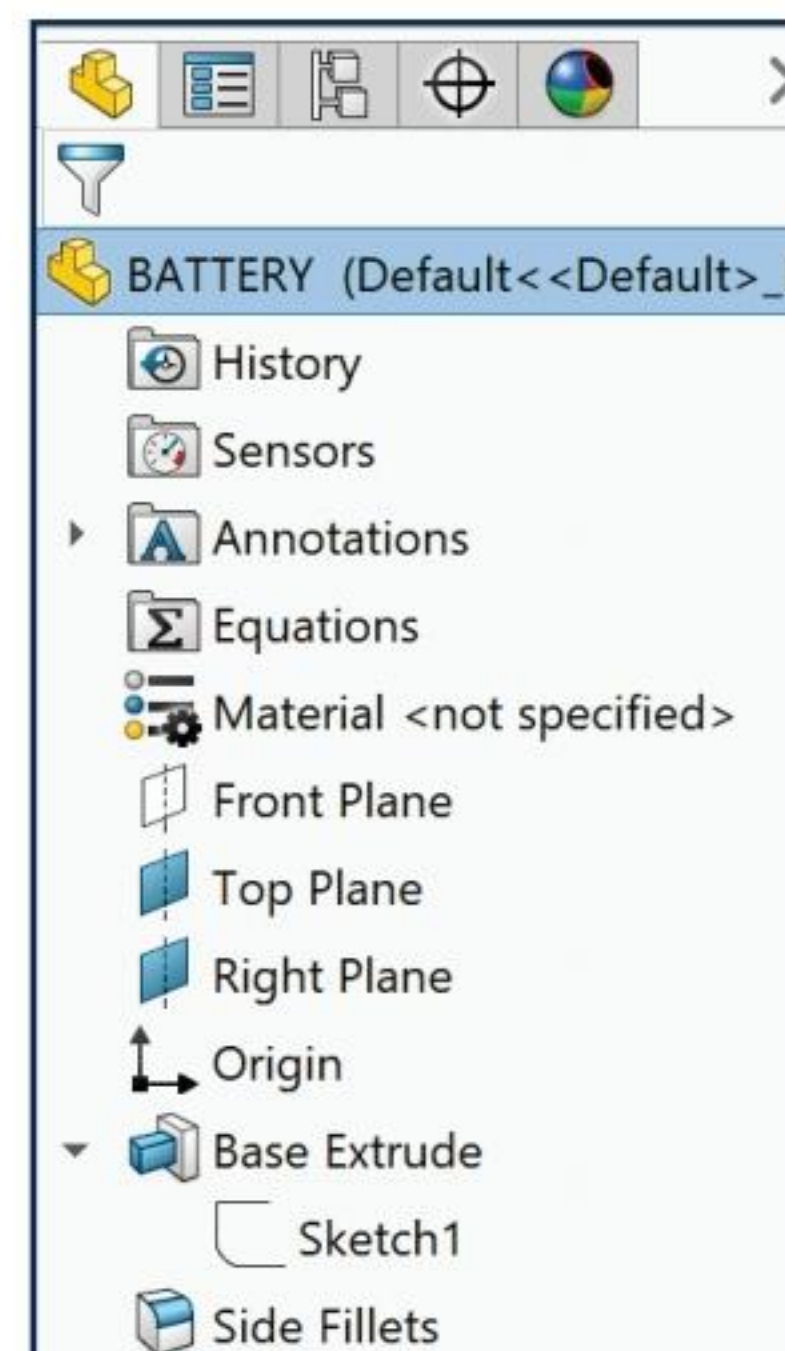 BATTERY (Default<<Default>_
History
Sensors
Annotations
Equations
Material <not specified>
Front Plane
Top Plane
Right Plane
Origin
Base Extrude
Sketch1
Side Fillets